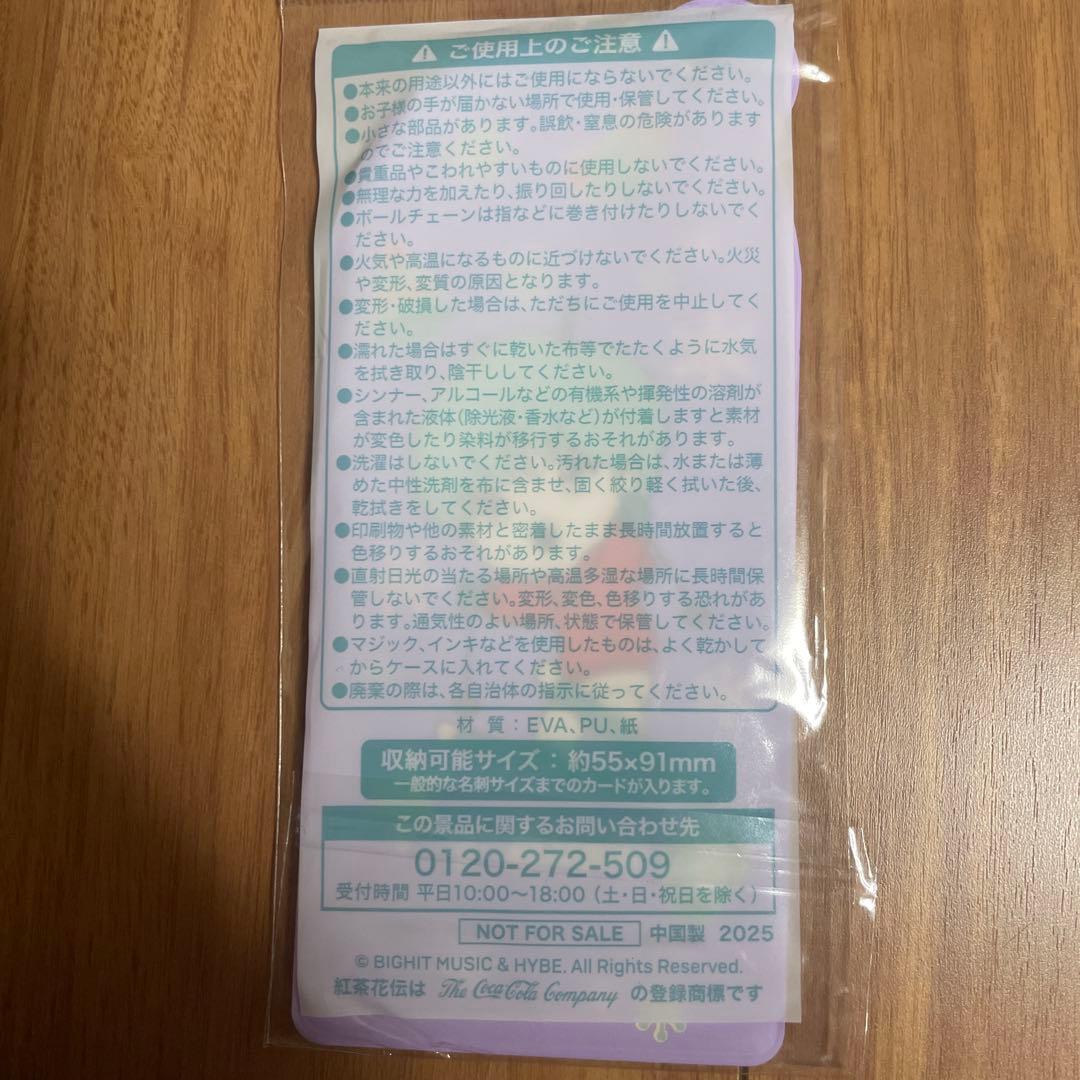 ⚠ ご使用上のご注意 ⚠
●本来の用途以外にはご使用にならないでください。
●お子様の手が届かない場所で使用・保管してください。
●小さな部品があります。誤飲・窒息の危険があります
のでご注意ください。
●貴重品やこわれやすいものに使用しないでください。
●無理な力を加えたり、振り回したりしないでください。
●ボールチェーンは指などに巻き付けたりしないでく
ださい。
●火気や高温になるものに近づけないでください。火災
や変形、変質の原因となります。
●変形・破損した場合は、ただちにご使用を中止してく
ださい。
●濡れた場合はすぐに乾いた布等でたたくように水気
を拭き取り、陰干ししてください。
●シンナー、アルコールなどの有機系や揮発性の溶剤が
含まれた液体(除光液・香水など)が付着しますと素材
が変色したり染料が移行するおそれがあります。
●洗濯はしないでください。汚れた場合は、水または薄
めた中性洗剤を布に含ませ、固く絞り軽く拭いた後、
乾拭きをしてください。
●印刷物や他の素材と密着したまま長時間放置すると
色移りするおそれがあります。
●直射日光の当たる場所や高温多湿な場所に長時間保
管しないでください。変形、変色、色移りする恐れがあ
ります。通気性のよい場所、状態で保管してください。
●マジック、インキなどを使用したものは、よく乾かして
からケースに入れてください。
●廃棄の際は、各自治体の指示に従ってください。
材 質：EVA、PU、紙
収納可能サイズ：約55×91mm
一般的な名刺サイズまでのカードが入ります。
この景品に関するお問い合わせ先
0120-272-509
受付時間 平日10:00〜18:00（土・日・祝日を除く）
NOT FOR SALE 中国製 2025
© BIGHIT MUSIC & HYBE. All Rights Reserved.
紅茶花伝は The Coca-Cola Company の登録商標です